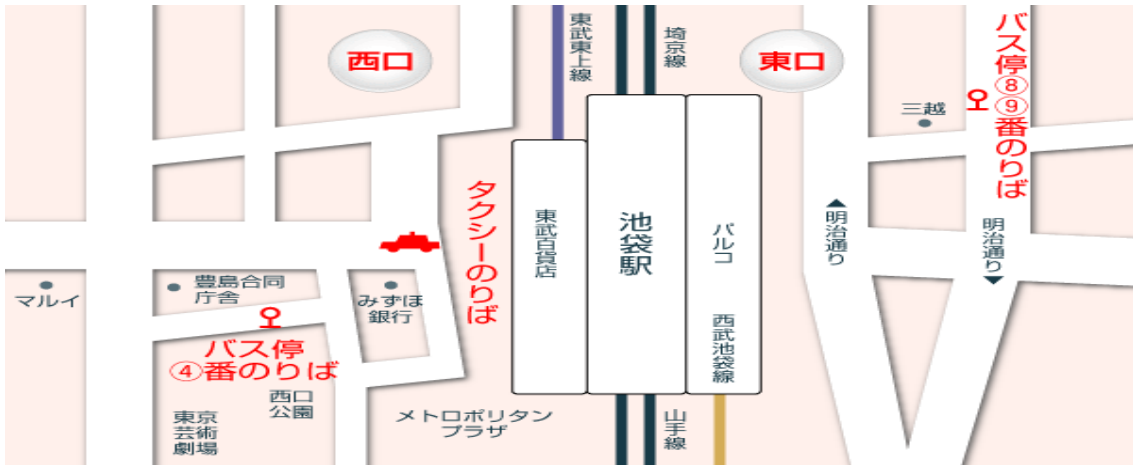 西口
東武東上線
埼京線
東口
バス停⑧⑨番のりば
三越
タクシーのりば
東武百貨店
池袋駅
パルコ
明治通り
明治通り
マルイ
豊島合同
庁舎
みずほ
銀行
バス停
④番のりば
西武池袋線
西口
公園
東京
芸術
劇場
メトロポリタン
プラザ
山手線